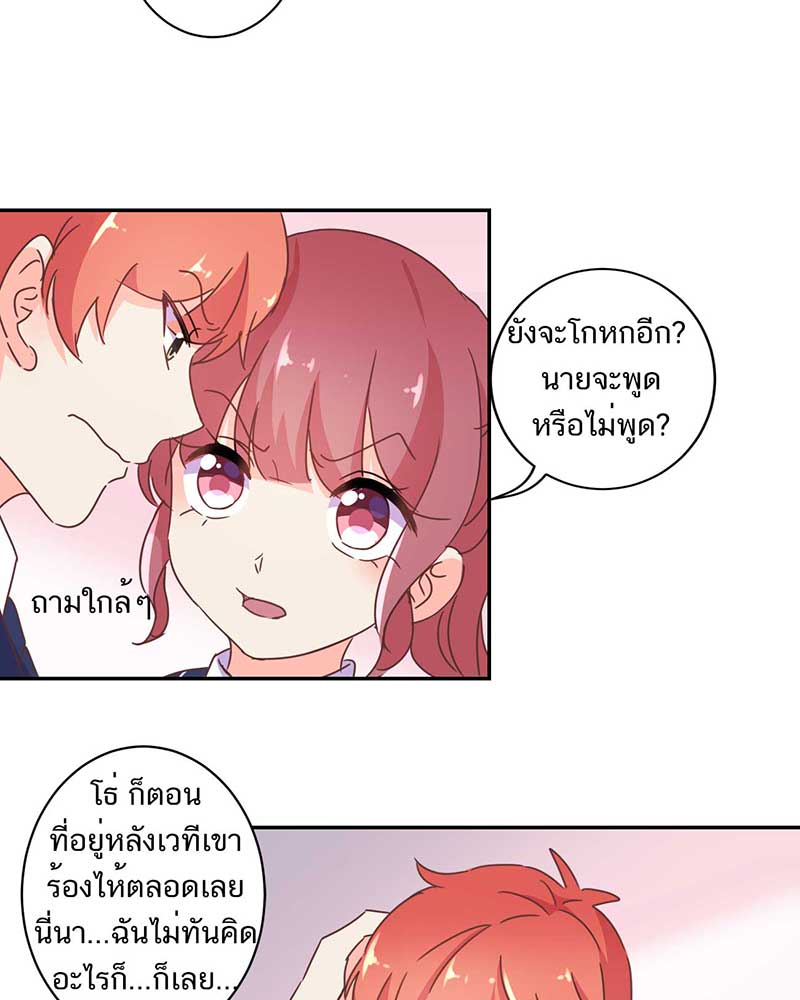 ยังจะโกหกอีก?
นายจะพูด
หรือไม่พูด?
ถามใกล้ๆ
โธ่ ก็ตอน
ที่อยู่หลังเวทีเขา
ร้องไห้ตลอดเลย
นี่นา...ฉันไม่ทันคิด
อะไรก็...ก็เลย...